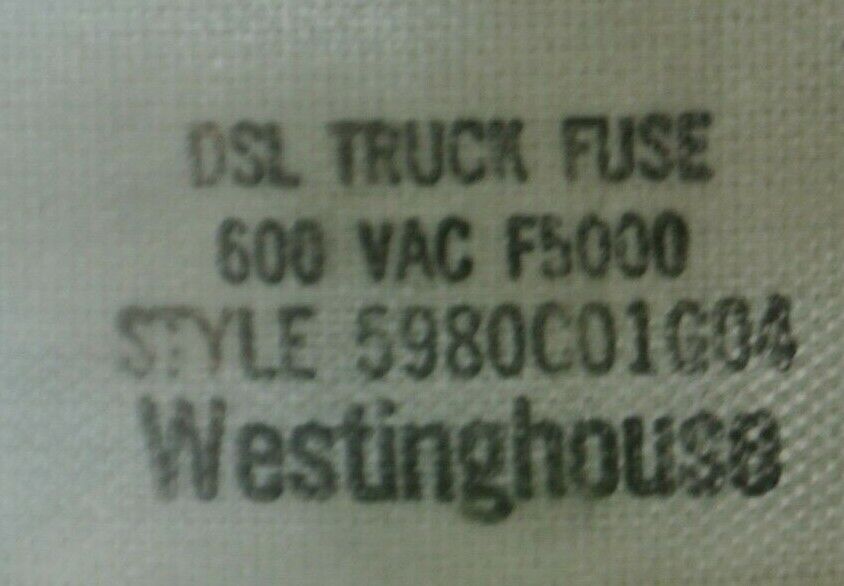 DSL TRUCK FUSE
600 VAC F5000
STYLE 5980C01G04
Westinghouse